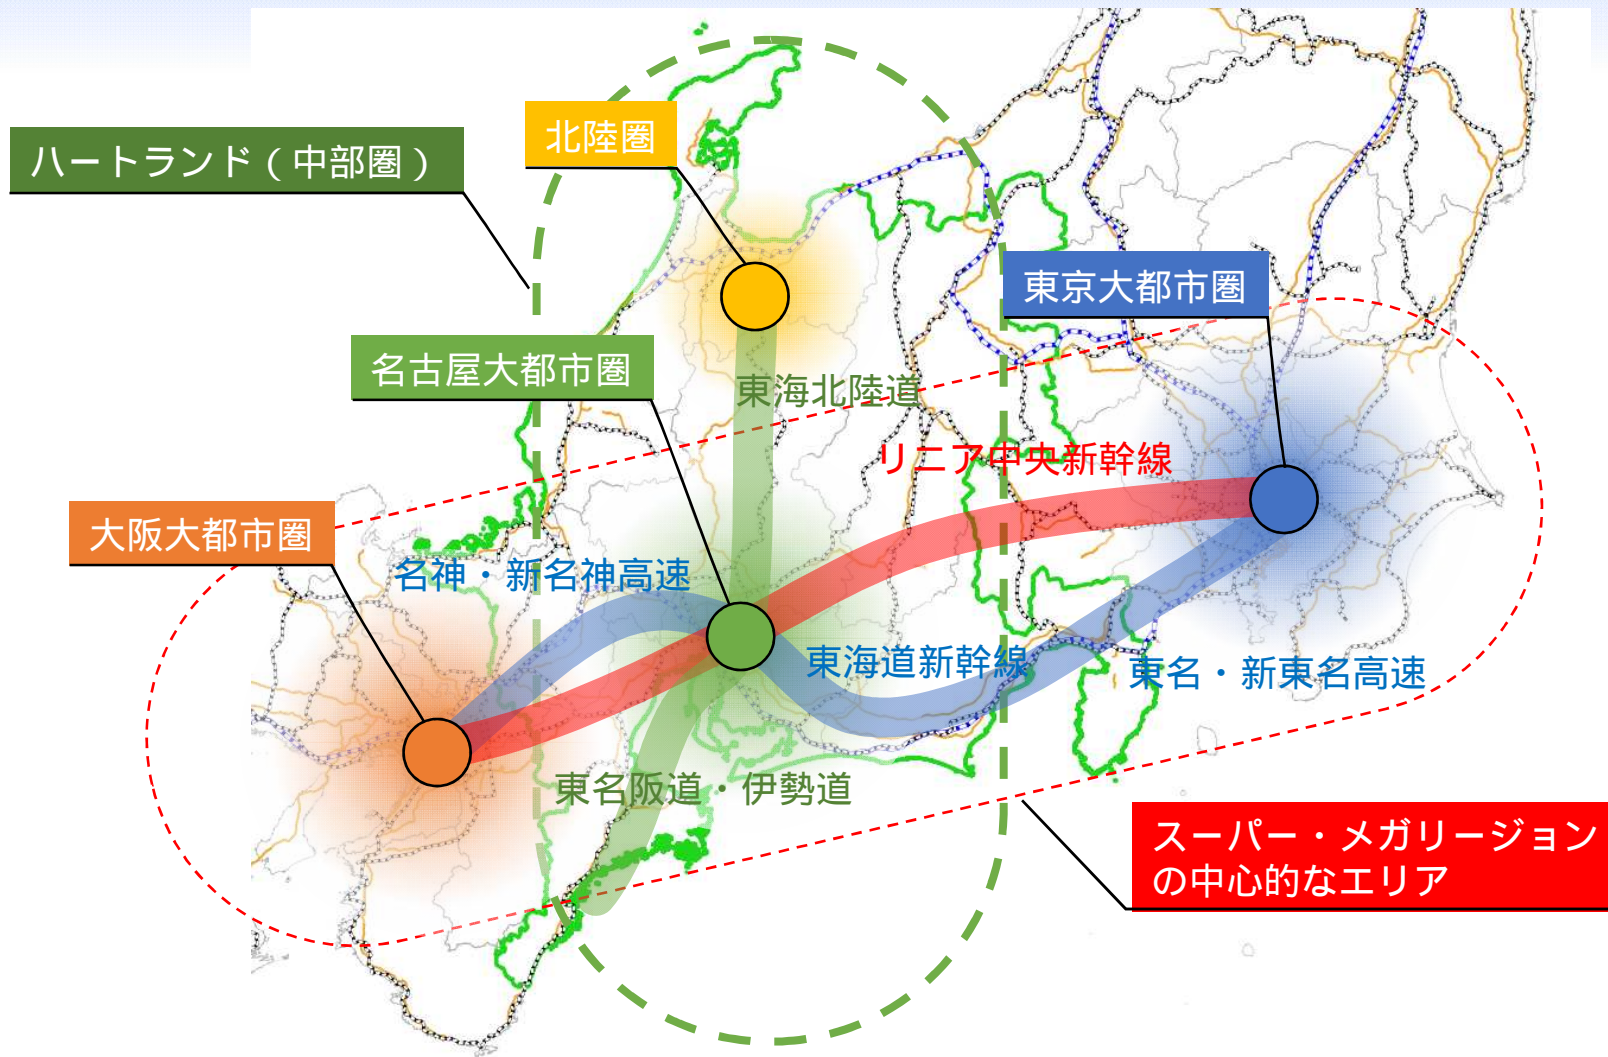 北陸圏
ハートランド（中部圏）
東京大都市圏
名古屋大都市圏
東海北陸道
リニア中央新幹線
大阪大都市圏
名神・新名神高速
東海道新幹線
東名・新東名高速
東名阪道・伊勢道
スーパー・メガリージョン
の中心的なエリア